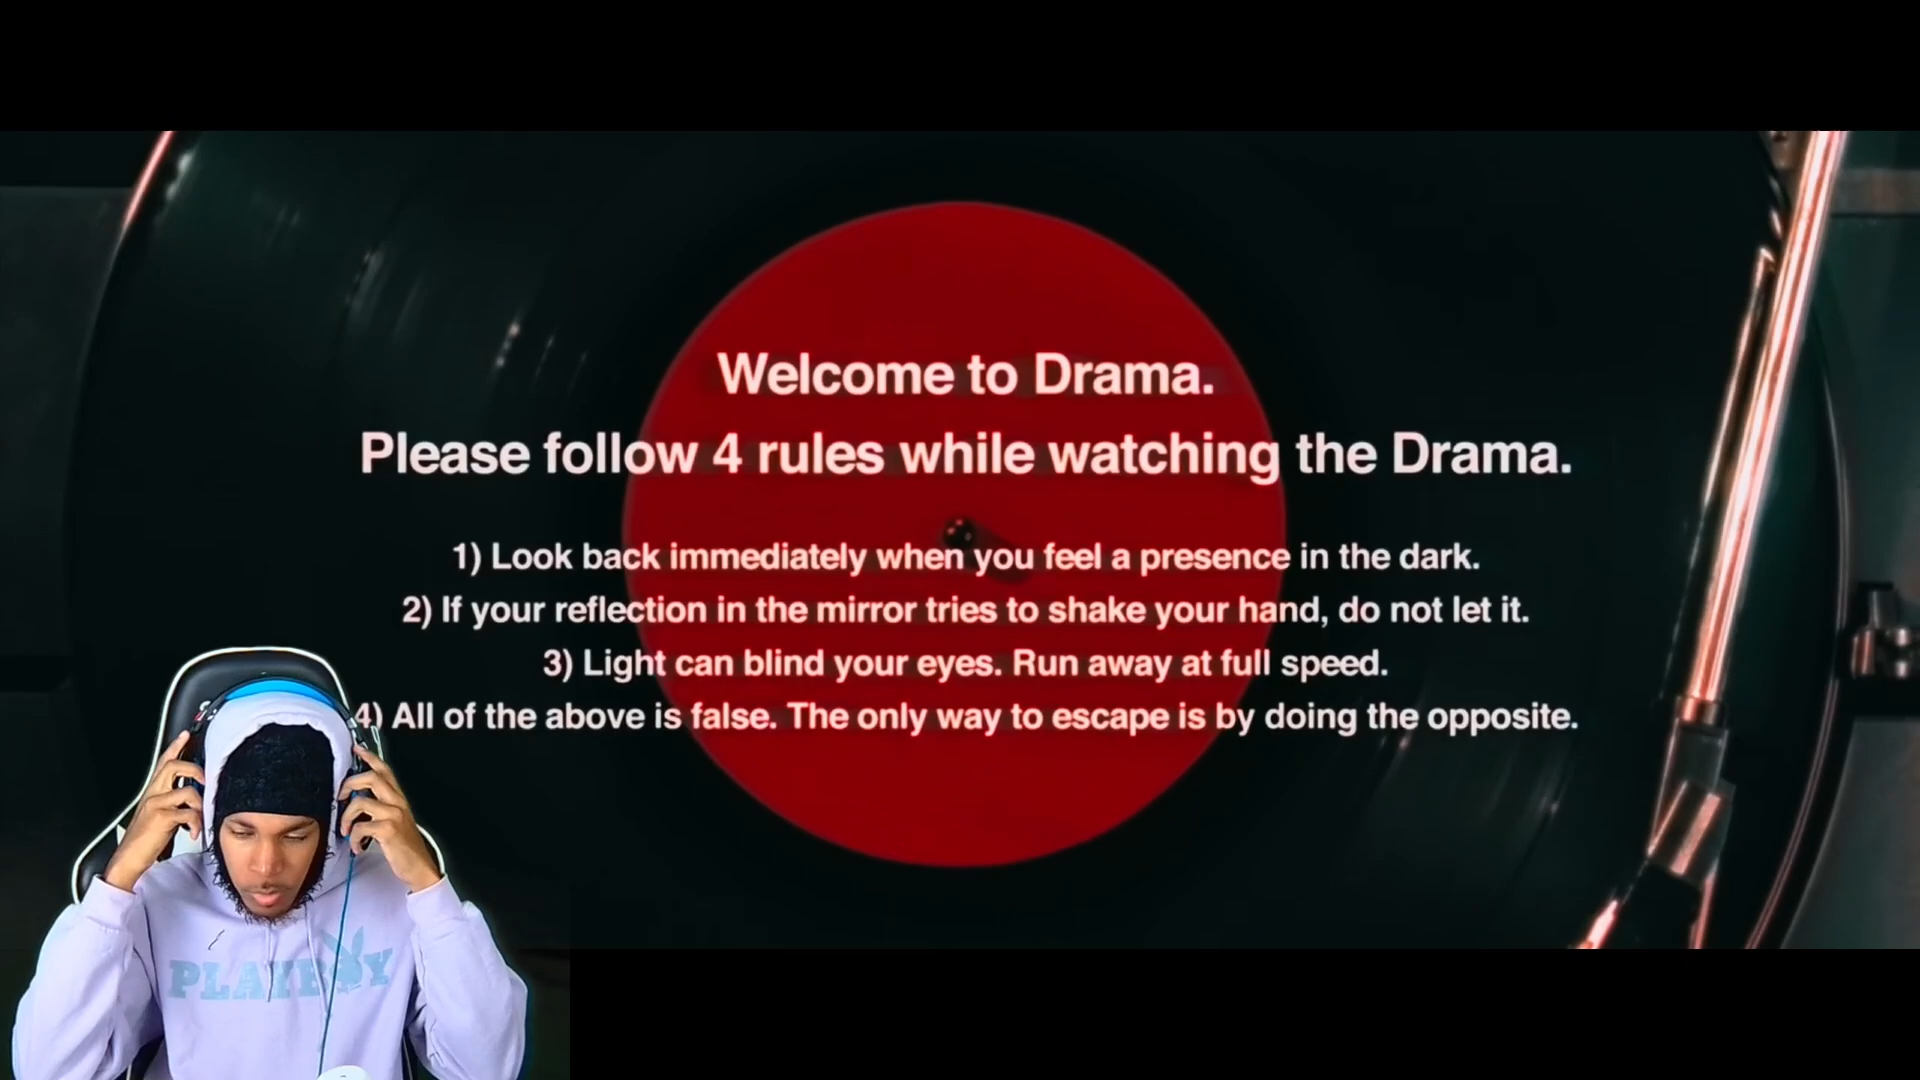 Welcome to Drama.
Please follow 4 rules while watching the Drama.
1) Look back immediately when you feel a presence in the dark.
2) If your reflection in the mirror tries to shake your hand, do not let it.
3) Light can blind your eyes. Run away at full speed.
4) All of the above is false. The only way to escape is by doing the opposite.
PLAYBOY